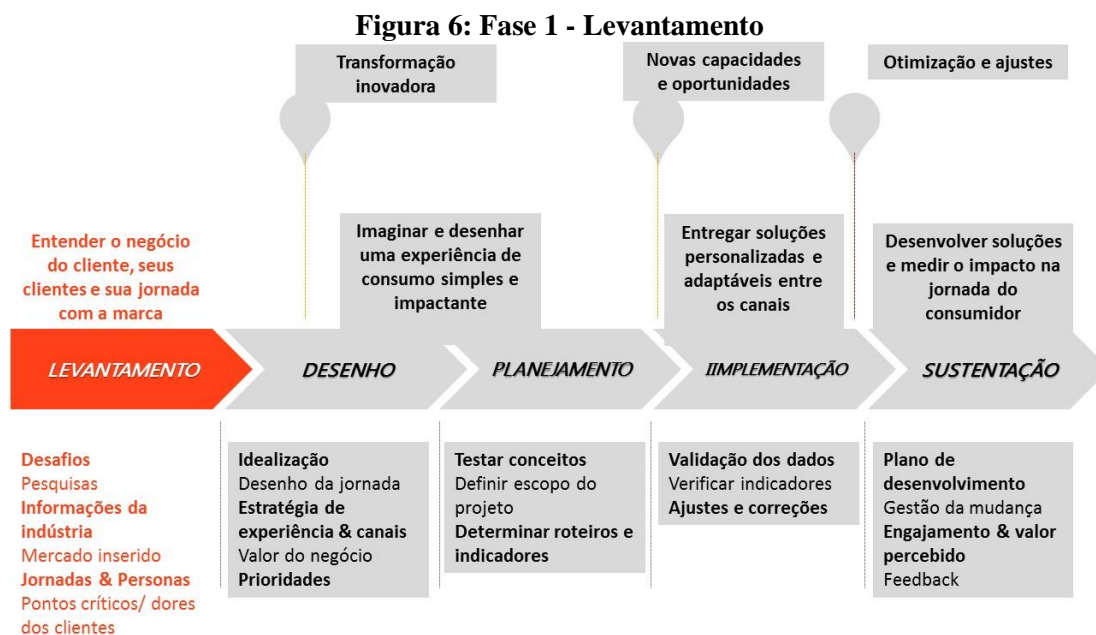 Figura 6: Fase 1 - Levantamento
Transformação
inovadora
Novas capacidades
e oportunidades
Otimização e ajustes
Entender o negócio
do cliente, seus
clientes e sua jornada
com a marca
Imaginar e desenhar
uma experiência de
consumo simples e
impactante
Entregar soluções
personalizadas e
adaptáveis entre
os canais
Desenvolver soluções
e medir o impacto na
jornada do
consumidor
LEVANTAMENTO
DESENHO
PLANEJAMENTO
IIMPLEMENTAÇÃO
SUSTENTAÇÃO
Desafios
Pesquisas
Informações da
indústria
Mercado inserido
Jornadas & Personas
Pontos críticos/ dores
dos clientes
Idealização
Desenho da jornada
Estratégia de
experiência & canais
Valor do negócio
Prioridades
Testar conceitos
Definir escopo do
projeto
Determinar roteiros e
indicadores
Validação dos dados
Verificar indicadores
Ajustes e correções
Plano de
desenvolvimento
Gestão da mudança
Engajamento & valor
percebido
Feedback